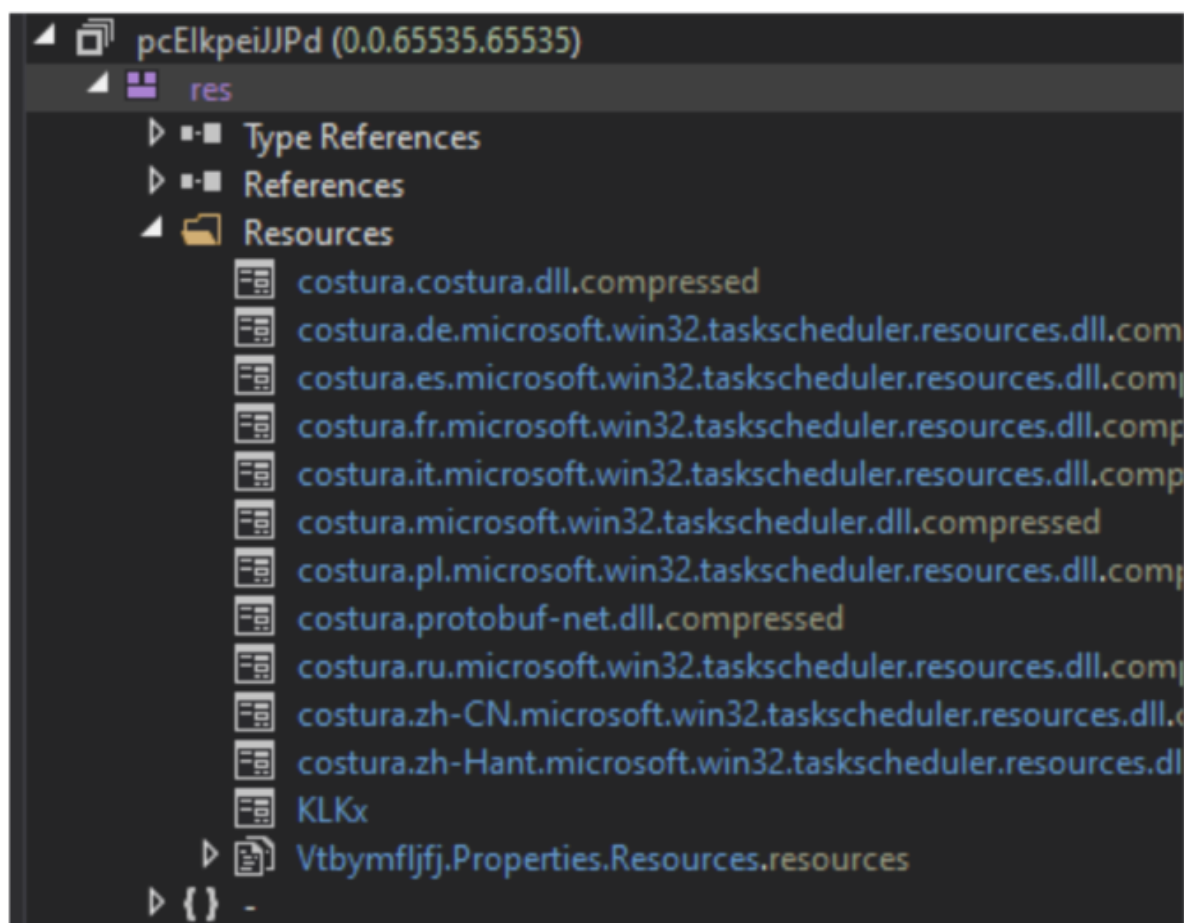 pcElkpeiJJPd (0.0.65535.65535)
res
Type References
References
Resources
costura.costura.dll.compressed
costura.de.microsoft.win32.taskscheduler.resources.dll.com
costura.es.microsoft.win32.taskscheduler.resources.dll.comp
costura.fr.microsoft.win32.taskscheduler.resources.dll.comp
costura.it.microsoft.win32.taskscheduler.resources.dll.comp
costura.microsoft.win32.taskscheduler.dll.compressed
costura.pl.microsoft.win32.taskscheduler.resources.dll.comp
costura.protobuf-net.dll.compressed
costura.ru.microsoft.win32.taskscheduler.resources.dll.comp
costura.zh-CN.microsoft.win32.taskscheduler.resources.dll.c
costura.zh-Hant.microsoft.win32.taskscheduler.resources.dl
KLKx
Vtbymfljfj.Properties.Resources.resources
{ } -